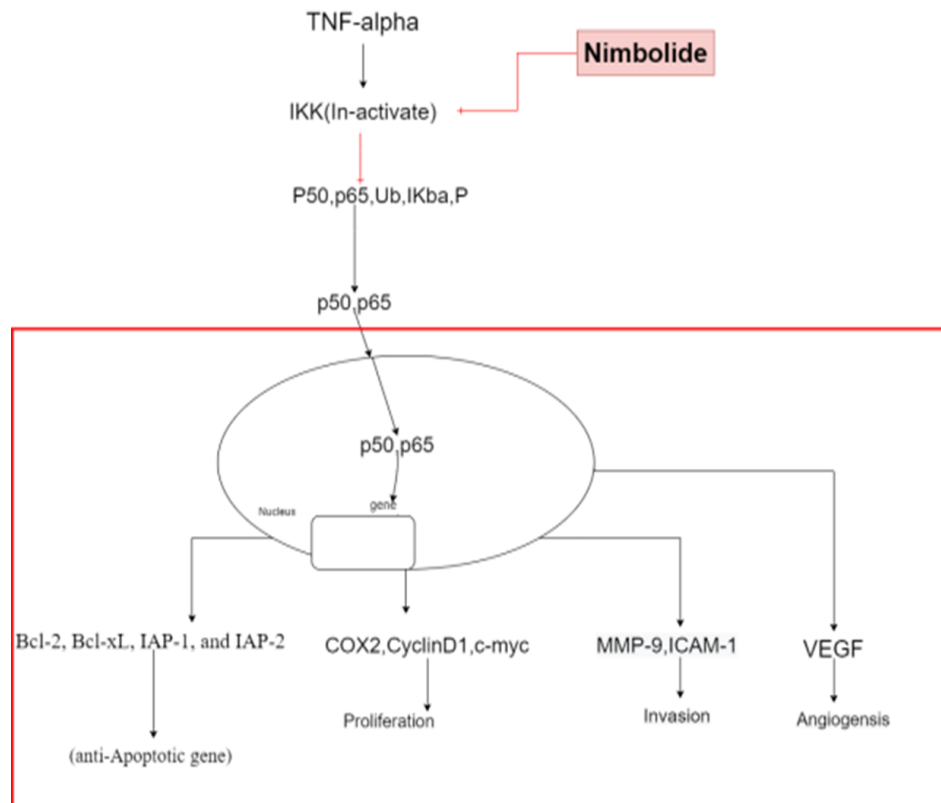 TNF-alpha
Nimbolide
IKK(In-activate)
P50,p65,Ub,IKba,P
p50,p65
p50,p65
gene
Nucleus
Bcl-2, Bcl-xL, IAP-1, and IAP-2
COX2,CyclinD1,c-myc
MMP-9,ICAM-1
VEGF
Proliferation
Invasion
Angiogensis
(anti-Apoptotic gene)